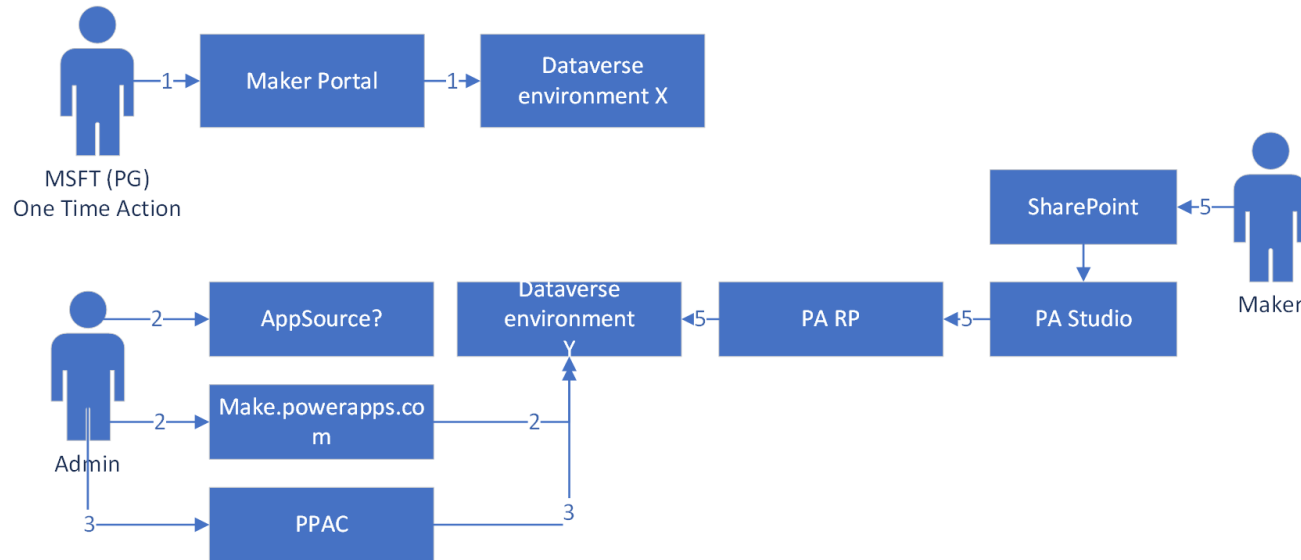 1
Maker Portal
1
Dataverse
environment X
MSFT (PG)
One Time Action
SharePoint
5
Maker
2
AppSource?
Dataverse
environment
Y
5
PA RP
5
PA Studio
2
Make.powerapps.co
m
2
Admin
3
PPAC
3